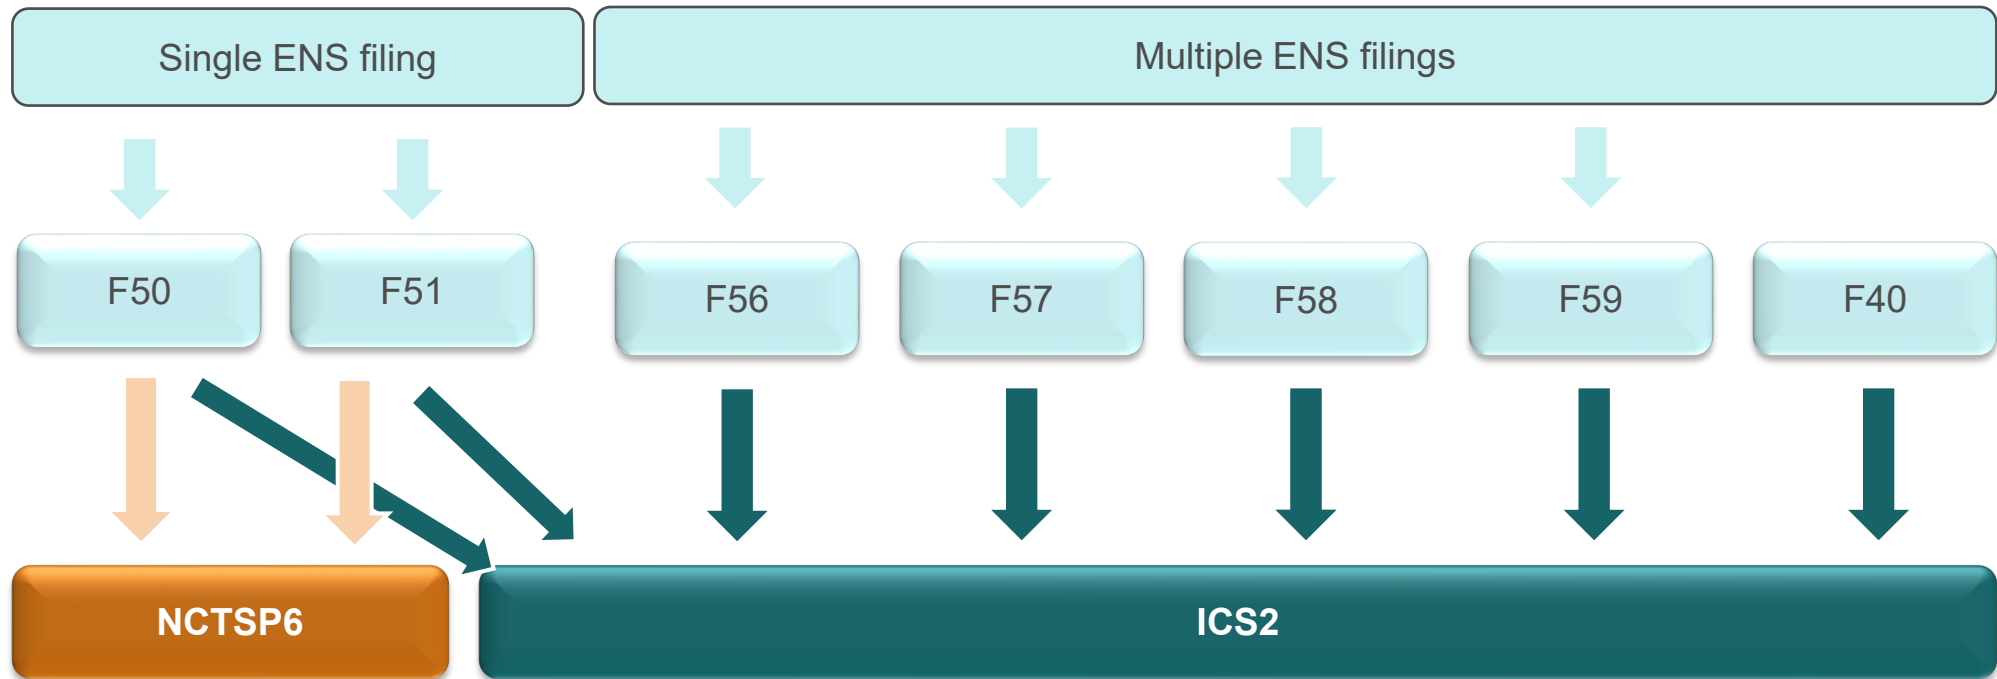 Single ENS filing
Multiple ENS filings
F50
F51
F56
F57
F58
F59
F40
NCTSP6
ICS2